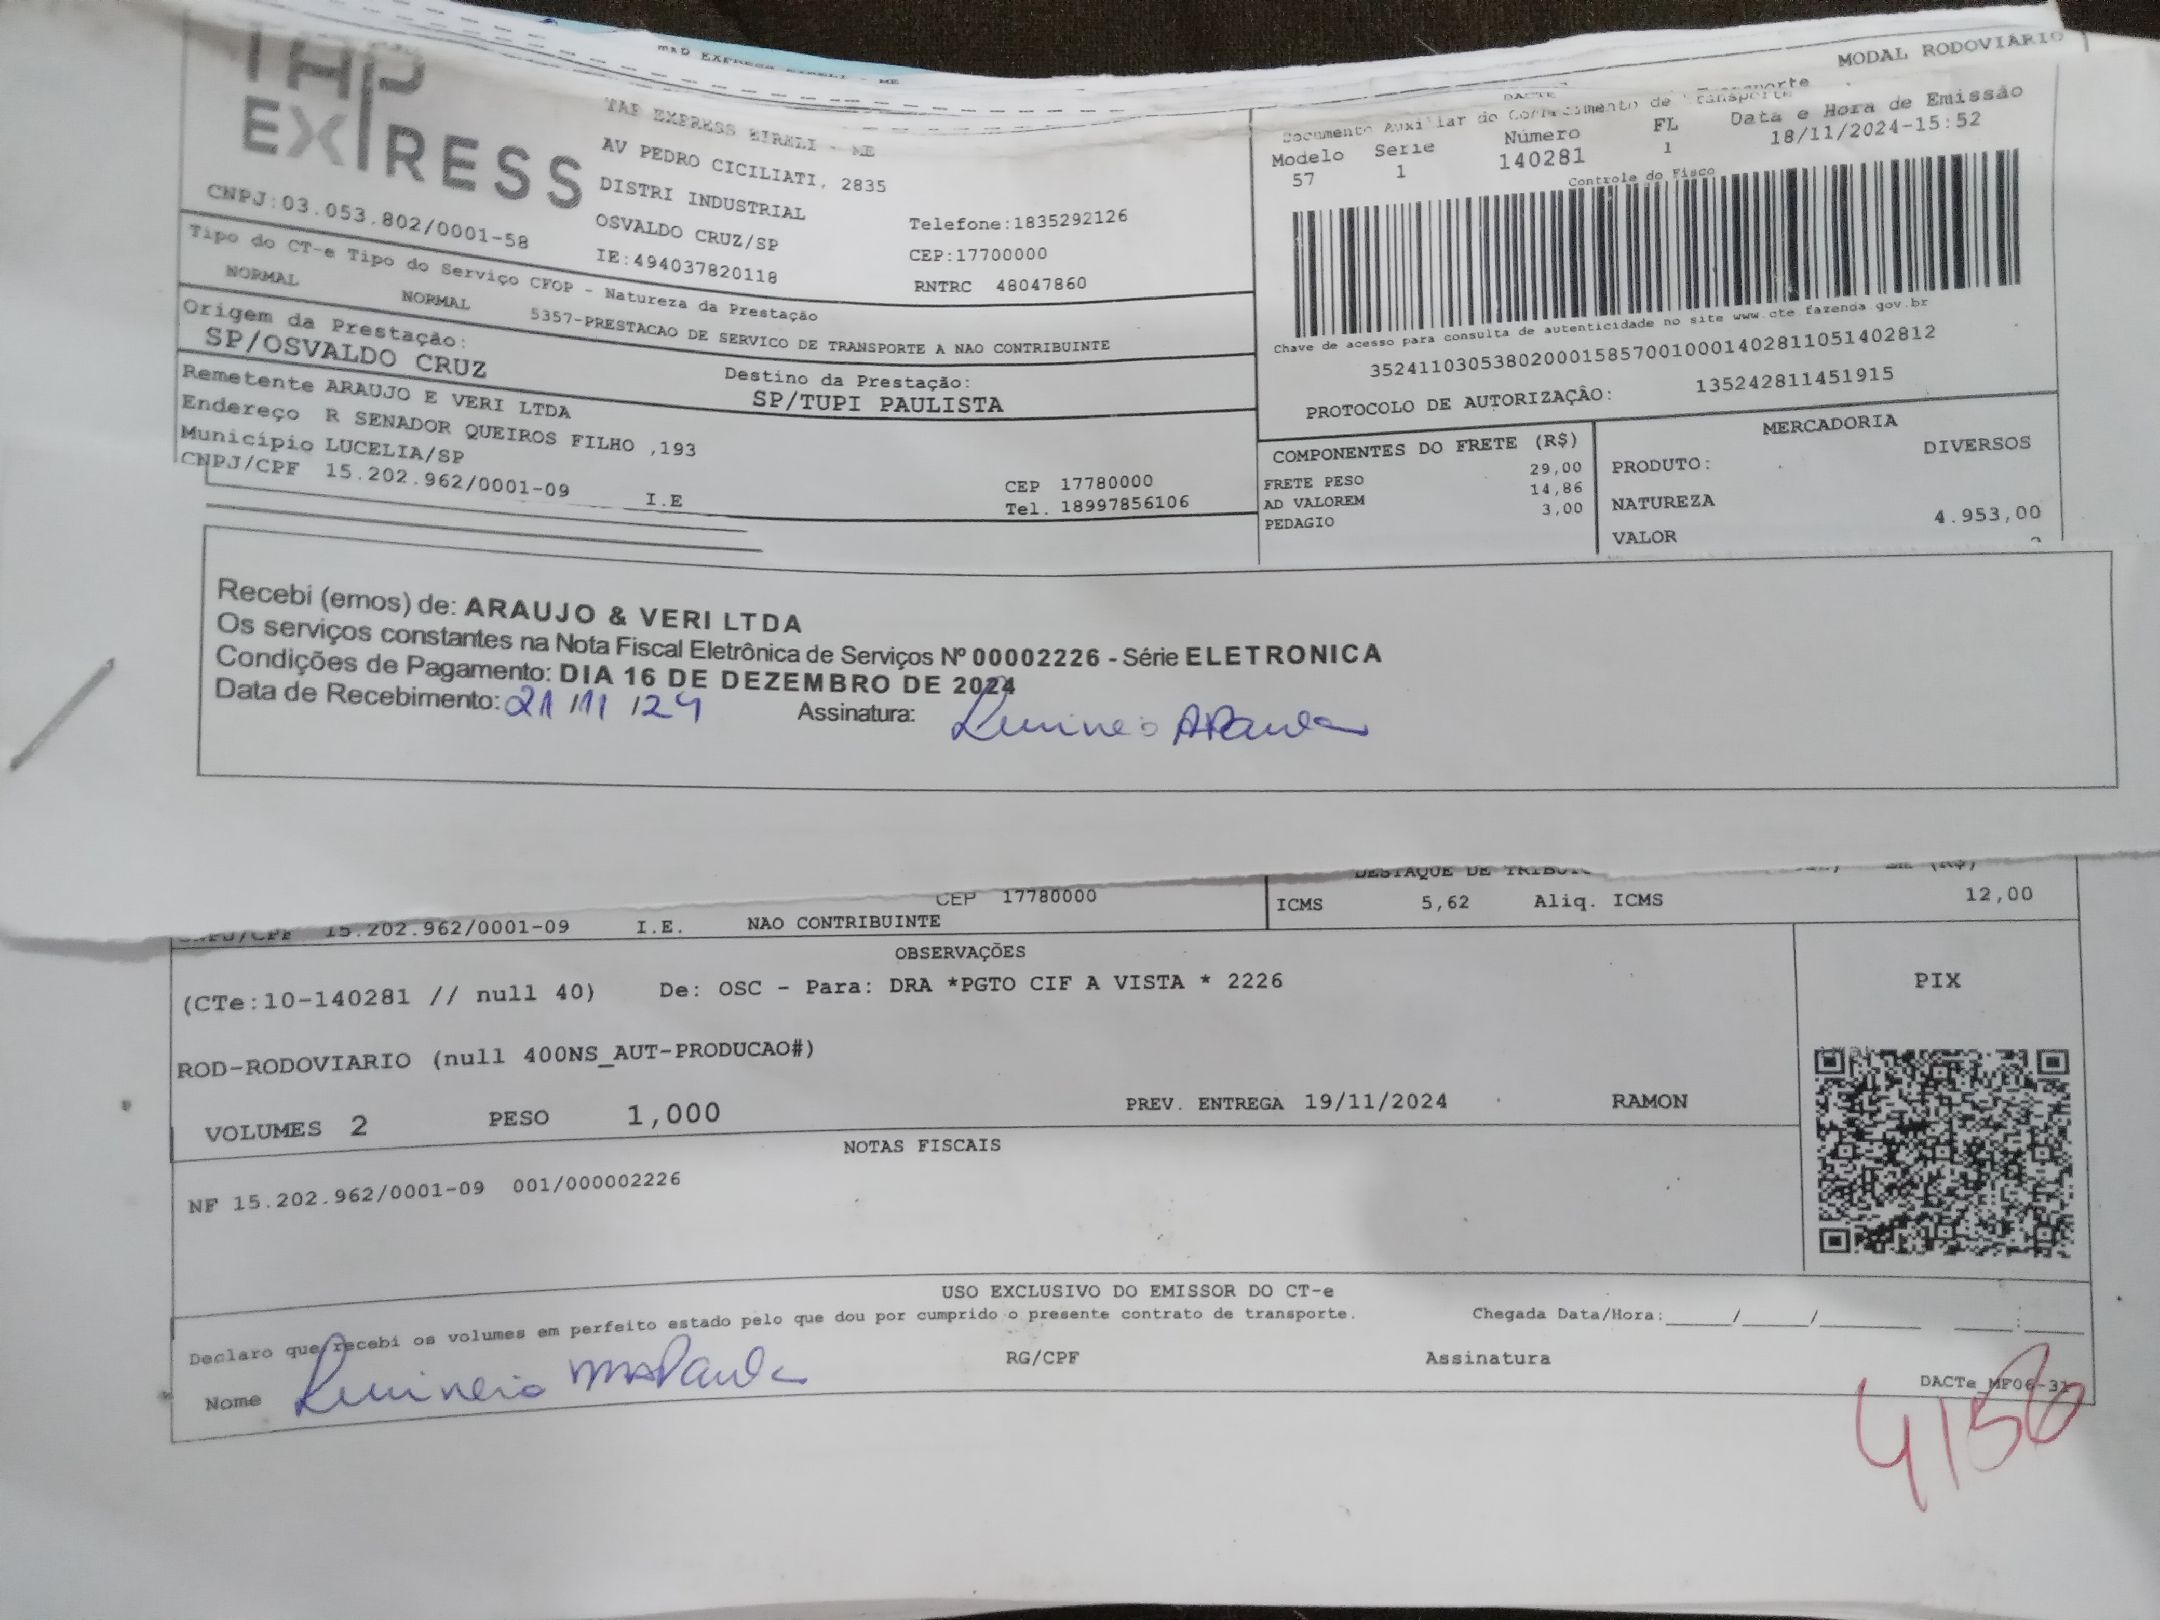 MODAL RODOVIÁRIO
TAP
EXPRESS
TAP EXPRESS EIRELI - ME
AV PEDRO CICILIATI, 2835
DISTRI INDUSTRIAL
OSVALDO CRUZ/SP
IE:494037820118
Telefone:1835292126
CEP:17700000
RNTRC 48047860
CNPJ:03.053.802/0001-58
DACTE
Documento Auxiliar do Conhecimento de Transporte
Modelo Serie Número FL Data e Hora de Emissão
57 1 140281 1 18/11/2024-15:52
Controle do Fisco
Chave de acesso para consulta de autenticidade no site www.cte.fazenda.gov.br
35241103053802000158570010001402811051402812
PROTOCOLO DE AUTORIZAÇÂO: 135242811451915
Tipo do CT-e Tipo do Serviço CFOP - Natureza da Prestação
NORMAL NORMAL 5357-PRESTACAO DE SERVICO DE TRANSPORTE A NAO CONTRIBUINTE
Origem da Prestação:
SP/OSVALDO CRUZ
Destino da Prestação:
SP/TUPI PAULISTA
Remetente ARAUJO E VERI LTDA
Endereço R SENADOR QUEIROS FILHO ,193
Município LUCELIA/SP
CNPJ/CPF 15.202.962/0001-09 I.E
CEP 17780000
Tel. 18997856106
COMPONENTES DO FRETE (R$)
FRETE PESO 29,00
AD VALOREM 14,86
PEDAGIO 3,00
MERCADORIA
PRODUTO: DIVERSOS
NATUREZA
VALOR 4.953,00
Recebi (emos) de: ARAUJO & VERI LTDA
Os serviços constantes na Nota Fiscal Eletrônica de Serviços Nº 00002226 - Série ELETRONICA
Condições de Pagamento: DIA 16 DE DEZEMBRO DE 2024
Data de Recebimento: 21/11/24 Assinatura:
CEP 17780000
CNPJ/CPF 15.202.962/0001-09 I.E. NAO CONTRIBUINTE
ICMS 5,62 Aliq. ICMS 12,00
OBSERVAÇÕES
(CTe:10-140281 // null 40) De: OSC - Para: DRA *PGTO CIF A VISTA * 2226
ROD-RODOVIARIO (null 400NS_AUT-PRODUCAO#)
VOLUMES 2 PESO 1,000 PREV. ENTREGA 19/11/2024 RAMON
PIX
NOTAS FISCAIS
NF 15.202.962/0001-09 001/000002226
USO EXCLUSIVO DO EMISSOR DO CT-e
Declaro que recebi os volumes em perfeito estado pelo que dou por cumprido o presente contrato de transporte. Chegada Data/Hora:_____/_____/________ _____:_____
Nome RG/CPF Assinatura
DACTe_MF06-31